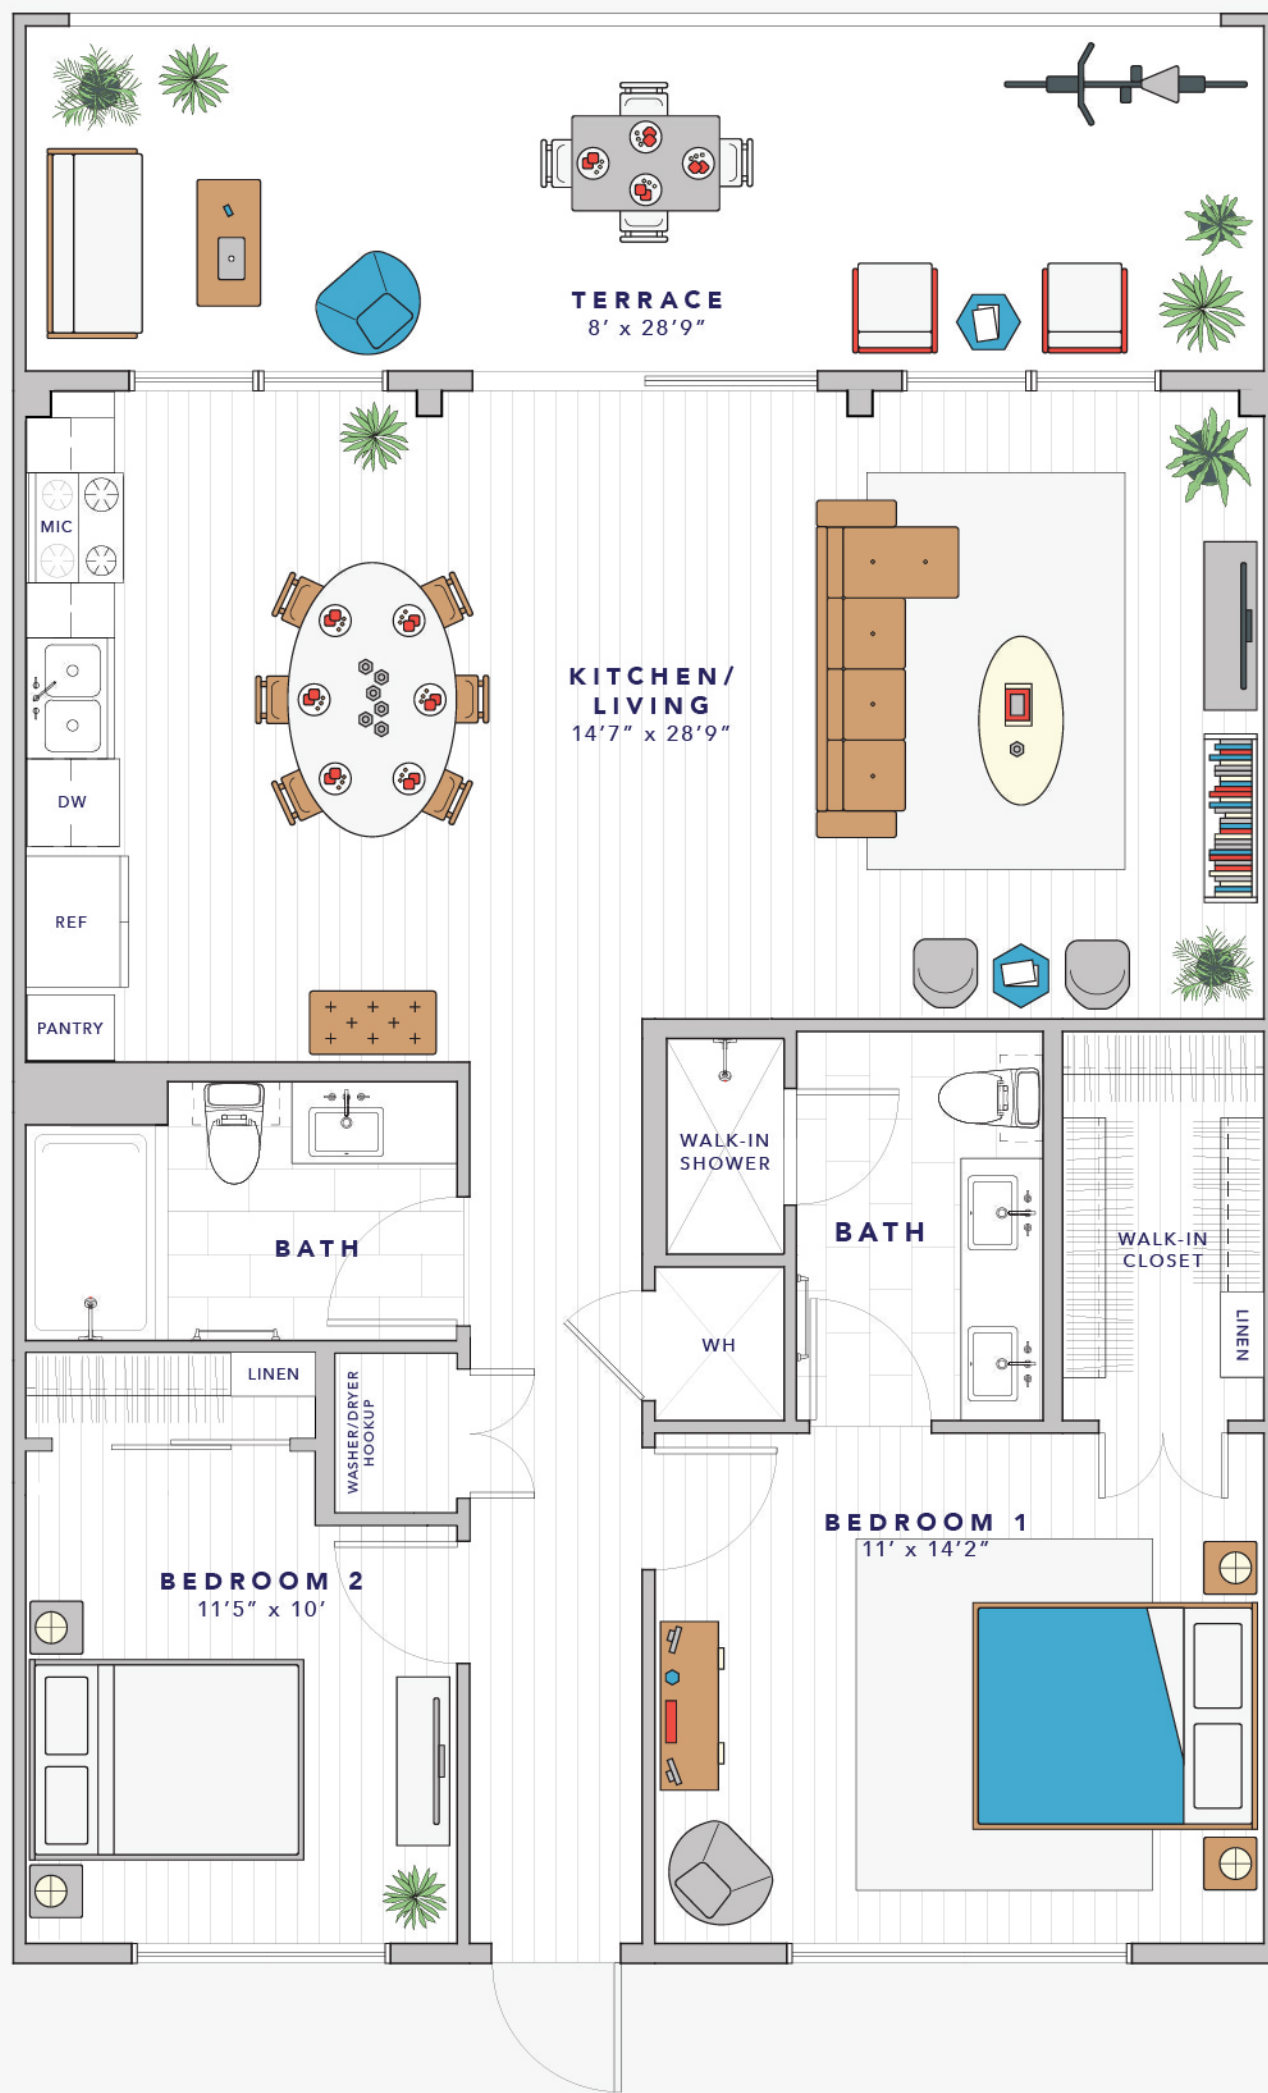 TERRACE
8’ x 28’9”
MIC
KITCHEN/
LIVING
14’7” x 28’9”
DW
REF
PANTRY
WALK-IN
SHOWER
BATH
BATH
WALK-IN
CLOSET
LINEN
WH
LINEN
WASHER/DRYER
HOOKUP
BEDROOM 1
11’ x 14’2”
BEDROOM 2
11’5” x 10’